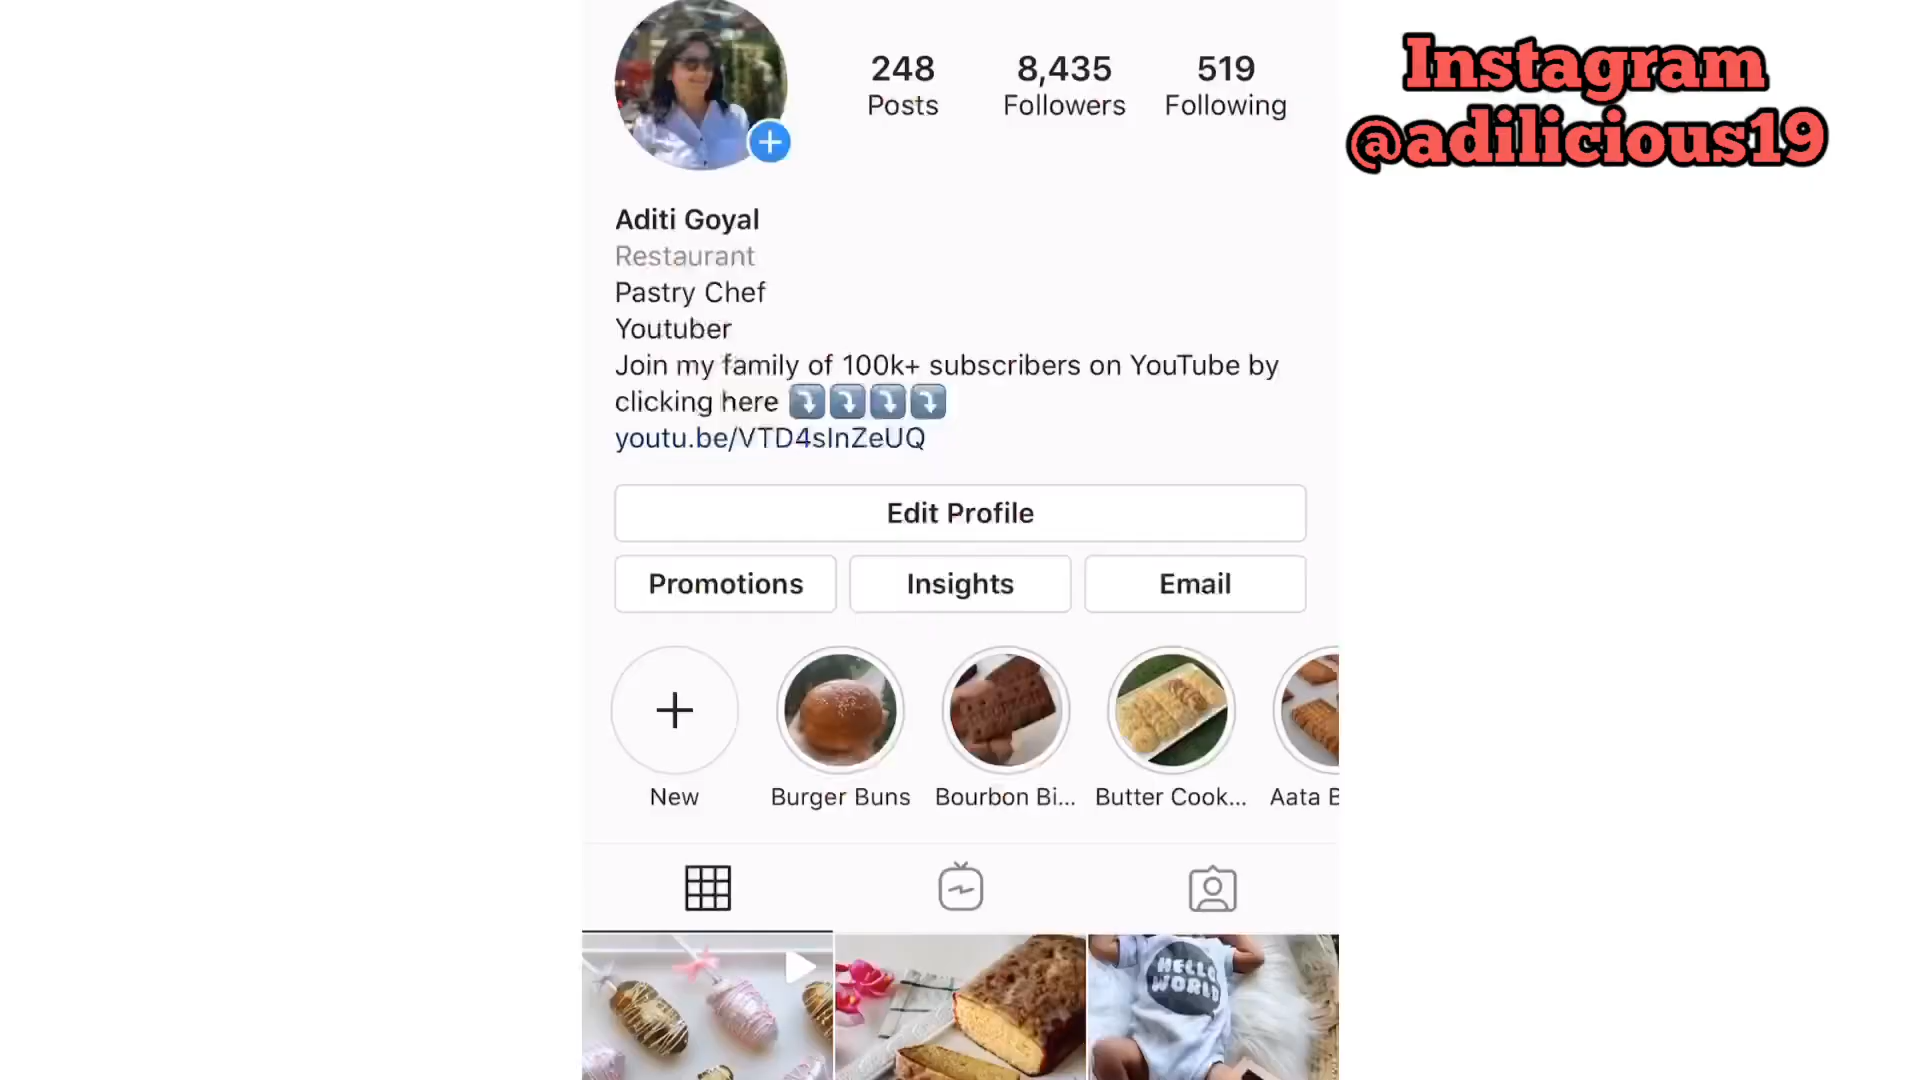 Instagram
@adilicious19
248 8,435 519
Posts Followers Following
Aditi Goyal
Restaurant
Pastry Chef
Youtuber
Join my family of 100k+ subscribers on YouTube by
clicking here ⤵️⤵️⤵️⤵️
youtu.be/VTD4sInZeUQ
Edit Profile
Promotions Insights Email
New Burger Buns Bourbon Bi... Butter Cook... Aata B
HELLO
WORLD